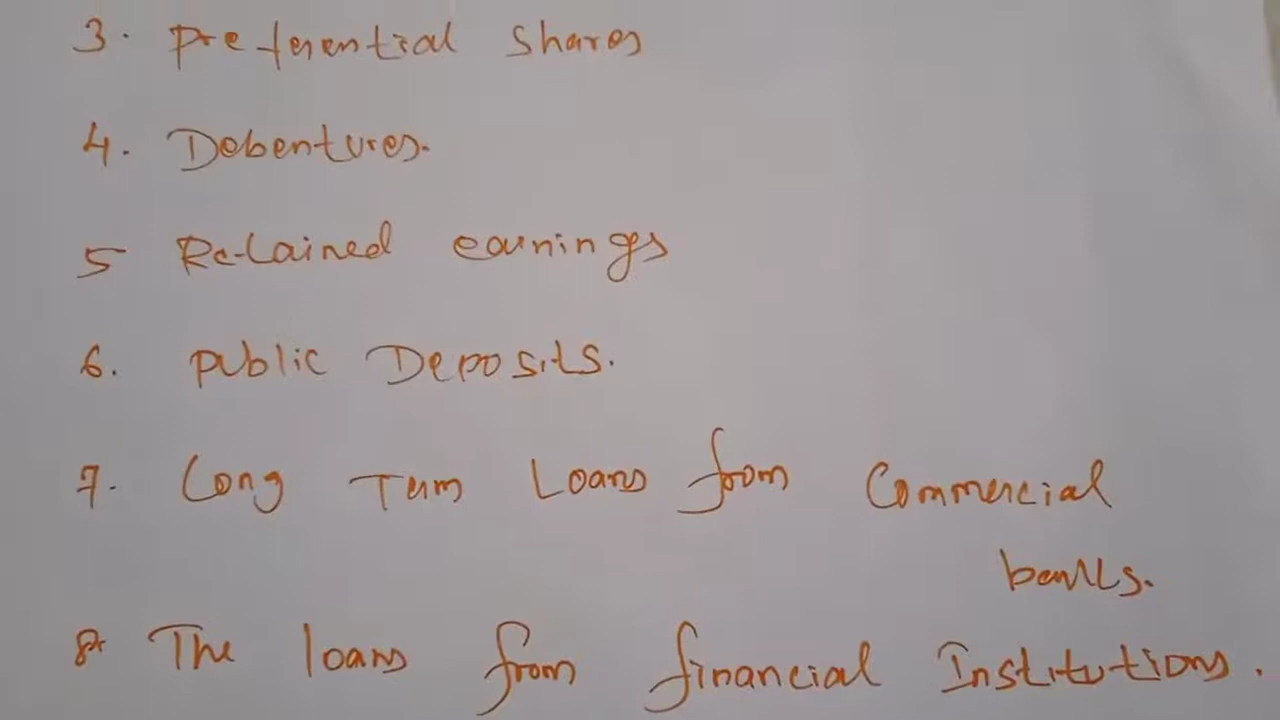 3. Preferential Shares
4. Debentures.
5 Retained earnings
6. Public Deposits.
7. Long Term Loans from Commercial
banks.
8. The loans from financial Institutions.